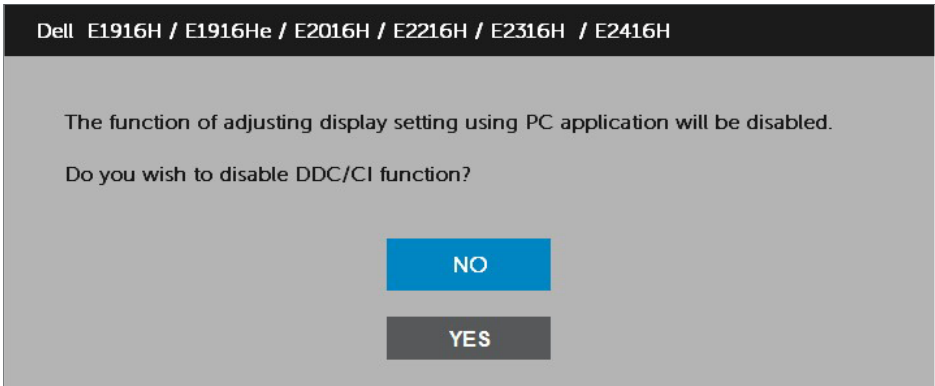 Dell E1916H / E1916He / E2016H / E2216H / E2316H / E2416H
The function of adjusting display setting using PC application will be disabled.
Do you wish to disable DDC/CI function?
NO
YES